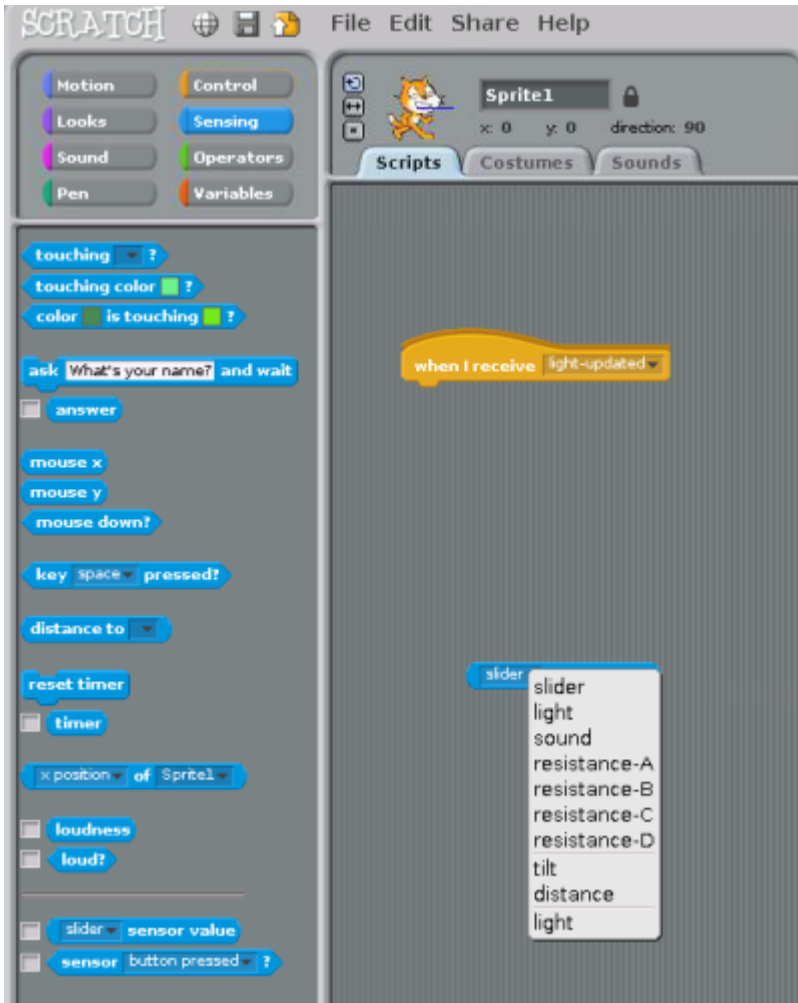 SCRATCH File Edit Share Help
Motion Control
Looks Sensing
Sound Operators
Pen Variables
Sprite1
x: 0 y: 0 direction: 90
Scripts Costumes Sounds
touching ?
touching color ?
color is touching ?
ask What's your name? and wait
answer
mouse x
mouse y
mouse down?
key space pressed?
distance to
reset timer
timer
x position of Sprite1
loudness
loud?
slider sensor value
sensor button pressed ?
when I receive light-updated
slider
slider
light
sound
resistance-A
resistance-B
resistance-C
resistance-D
tilt
distance
light